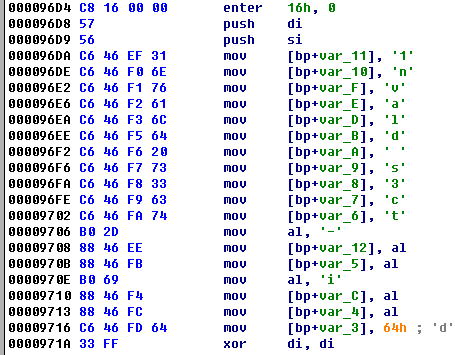 000096D4 C8 16 00 00 enter 16h, 0
000096D8 57 push di
000096D9 56 push si
000096DA C6 46 EF 31 mov [bp+var_11], '1'
000096DE C6 46 F0 6E mov [bp+var_10], 'n'
000096E2 C6 46 F1 76 mov [bp+var_F], 'v'
000096E6 C6 46 F2 61 mov [bp+var_E], 'a'
000096EA C6 46 F3 6C mov [bp+var_D], 'l'
000096EE C6 46 F5 64 mov [bp+var_B], 'd'
000096F2 C6 46 F6 20 mov [bp+var_A], ' '
000096F6 C6 46 F7 73 mov [bp+var_9], 's'
000096FA C6 46 F8 33 mov [bp+var_8], '3'
000096FE C6 46 F9 63 mov [bp+var_7], 'c'
00009702 C6 46 FA 74 mov [bp+var_6], 't'
00009706 B0 2D mov al, '-'
00009708 88 46 EE mov [bp+var_12], al
0000970B 88 46 FB mov [bp+var_5], al
0000970E B0 69 mov al, 'i'
00009710 88 46 F4 mov [bp+var_C], al
00009713 88 46 FC mov [bp+var_4], al
00009716 C6 46 FD 64 mov [bp+var_3], 64h ; 'd'
0000971A 33 FF xor di, di